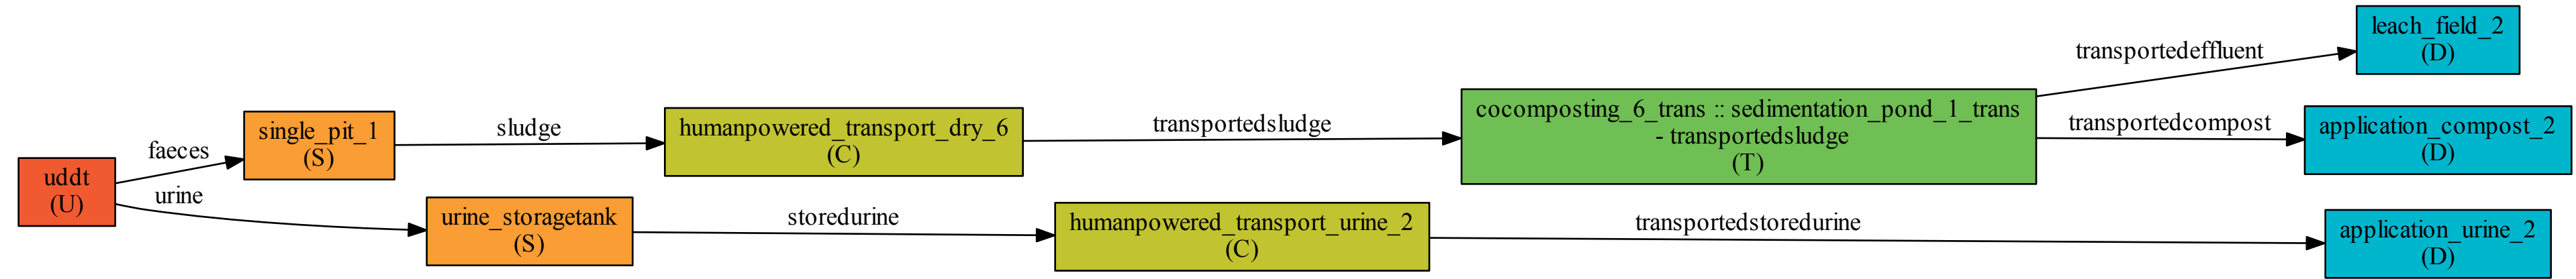 uddt
(U)
faeces
urine
single_pit_1
(S)
sludge
urine_storagetank
(S)
storedurine
humanpowered_transport_dry_6
(C)
transportedsludge
humanpowered_transport_urine_2
(C)
transportedstoredurine
cocomposting_6_trans :: sedimentation_pond_1_trans
- transportedsludge
(T)
transportedeffluent
transportedcompost
leach_field_2
(D)
application_compost_2
(D)
application_urine_2
(D)